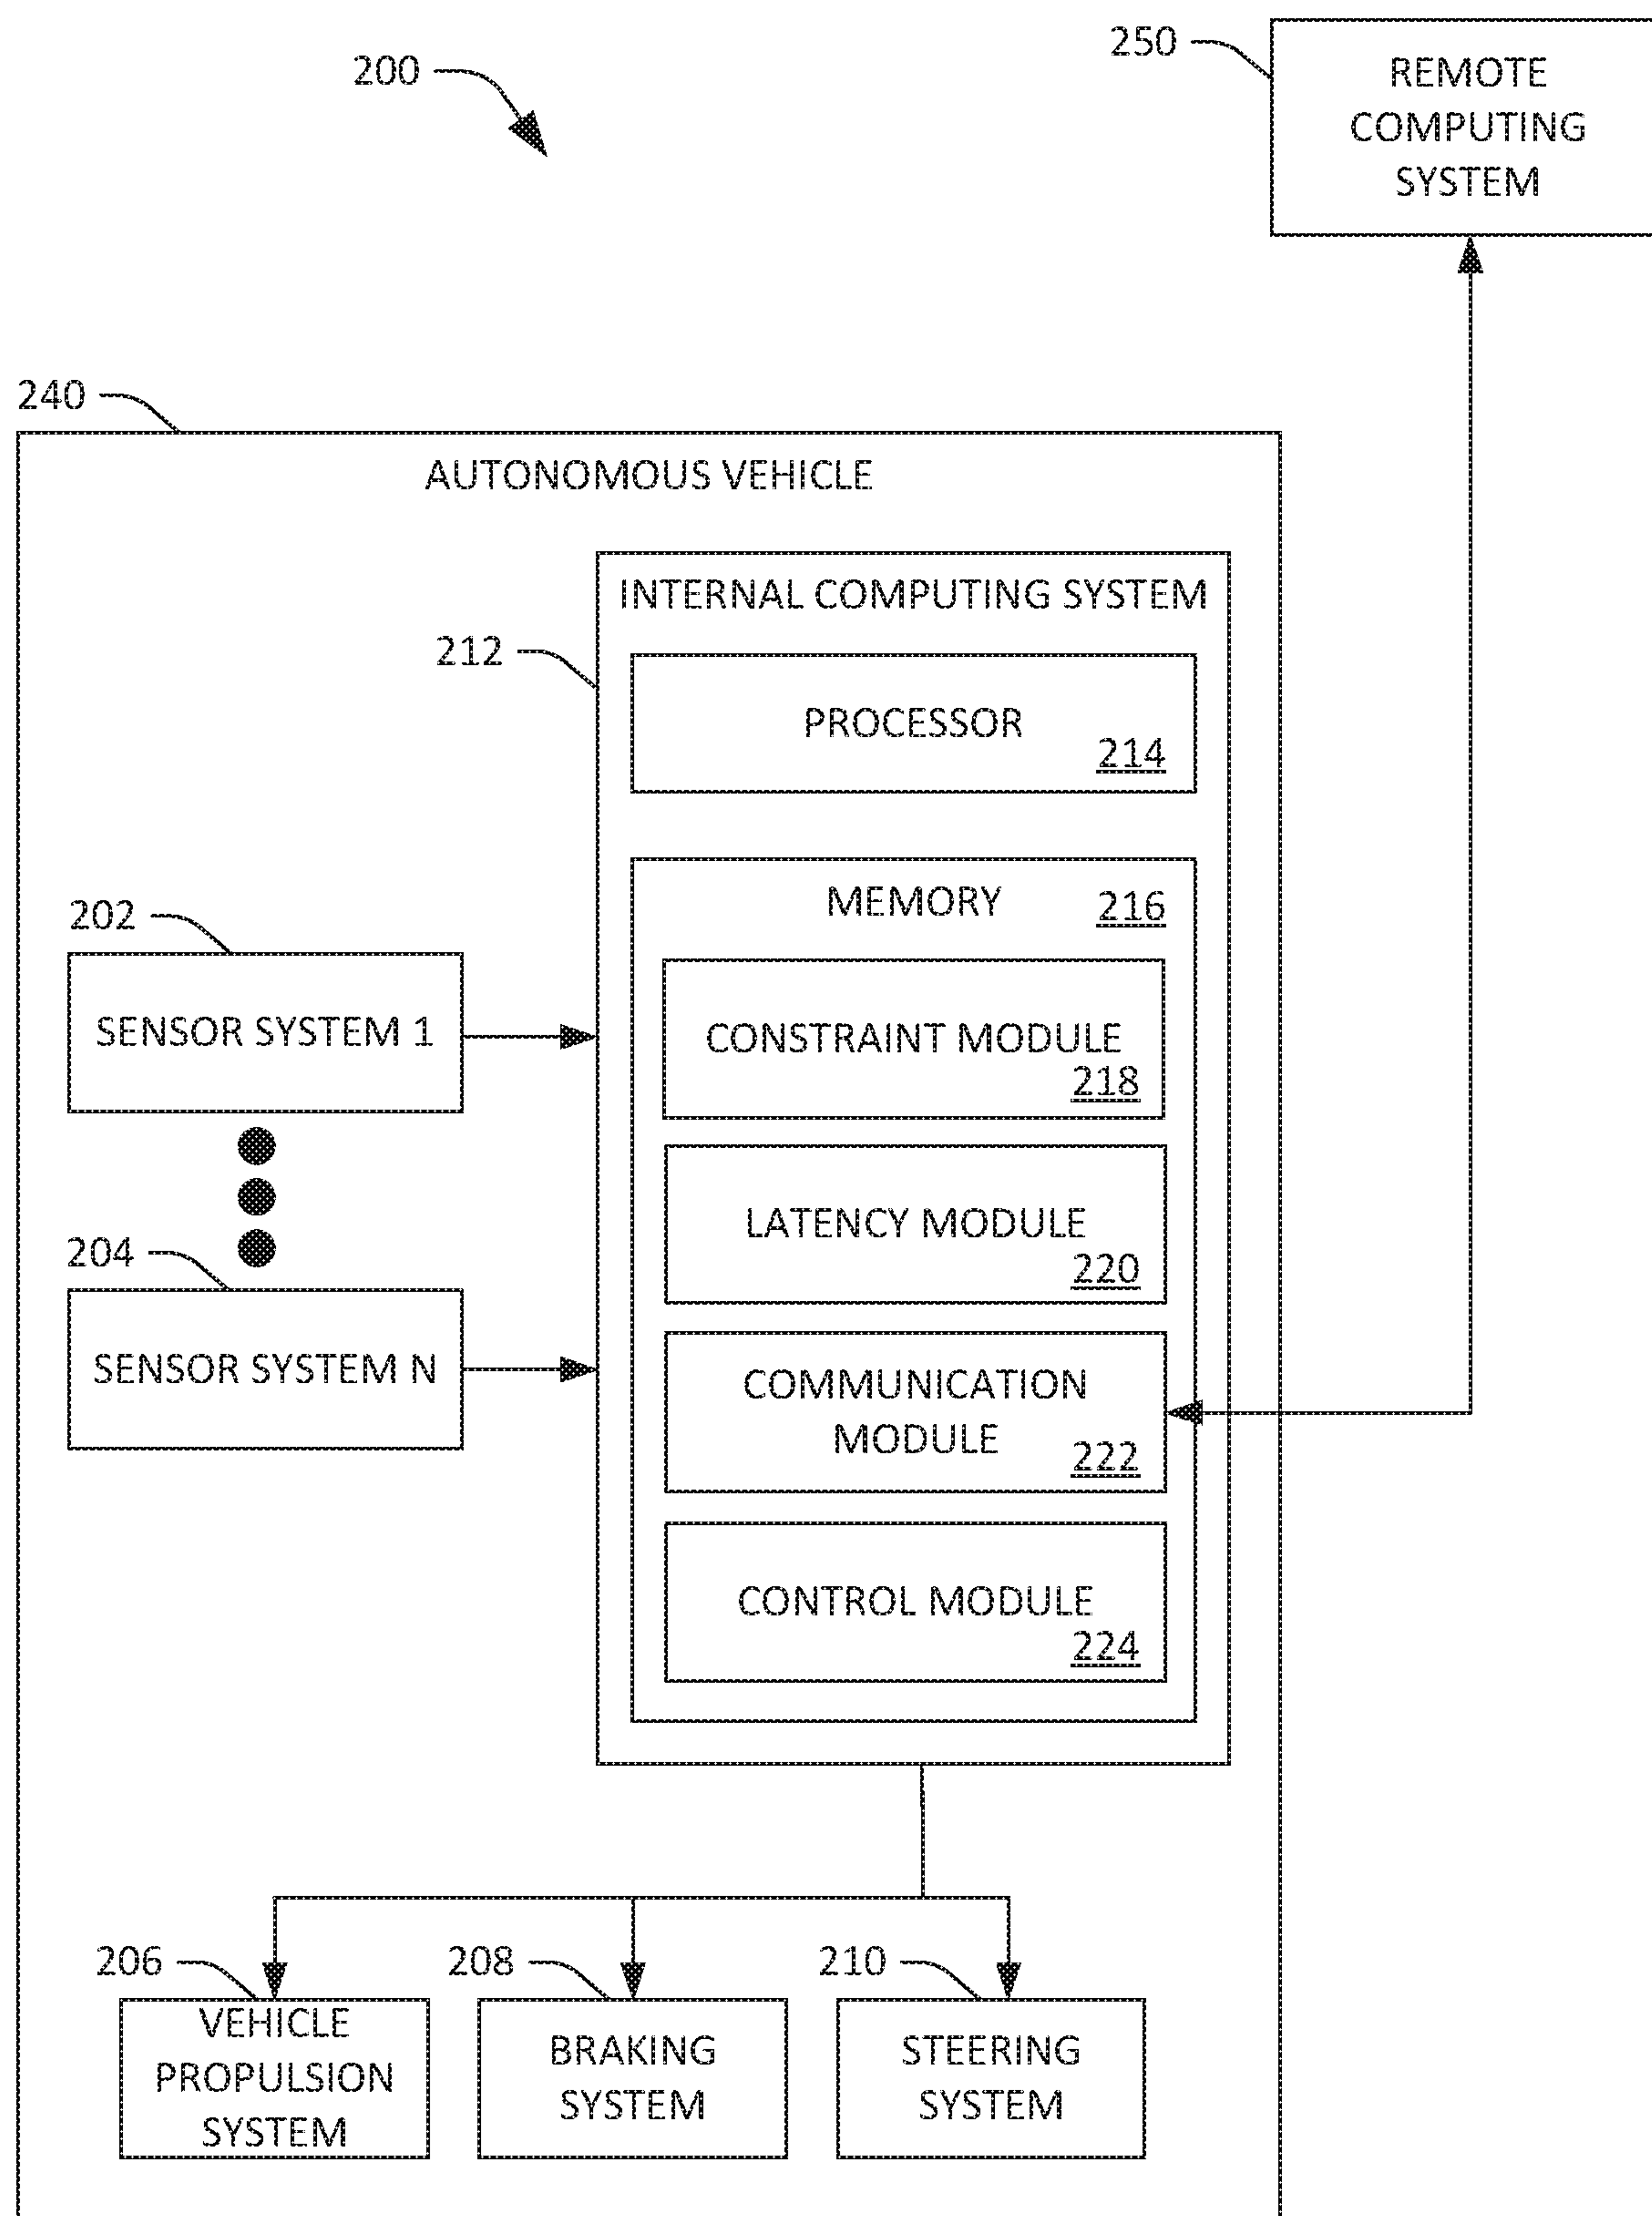 200
250
REMOTE
COMPUTING
SYSTEM
240
AUTONOMOUS VEHICLE
INTERNAL COMPUTING SYSTEM
212
PROCESSOR
214
MEMORY
216
202
SENSOR SYSTEM 1
CONSTRAINT MODULE
218
LATENCY MODULE
220
204
SENSOR SYSTEM N
COMMUNICATION
MODULE
222
CONTROL MODULE
224
206
VEHICLE
PROPULSION
SYSTEM
208
BRAKING
SYSTEM
210
STEERING
SYSTEM